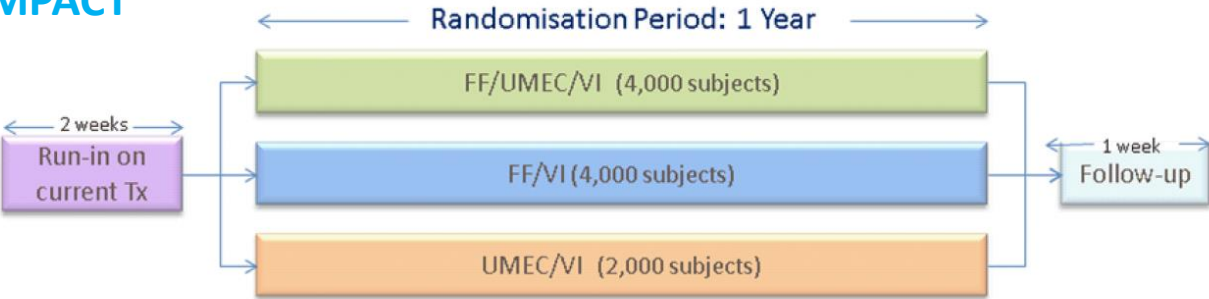 IMPACT
Randomisation Period: 1 Year
FF/UMEC/VI (4,000 subjects)
2 weeks
Run-in on
current Tx
FF/VI (4,000 subjects)
1 week
Follow-up
UMEC/VI (2,000 subjects)